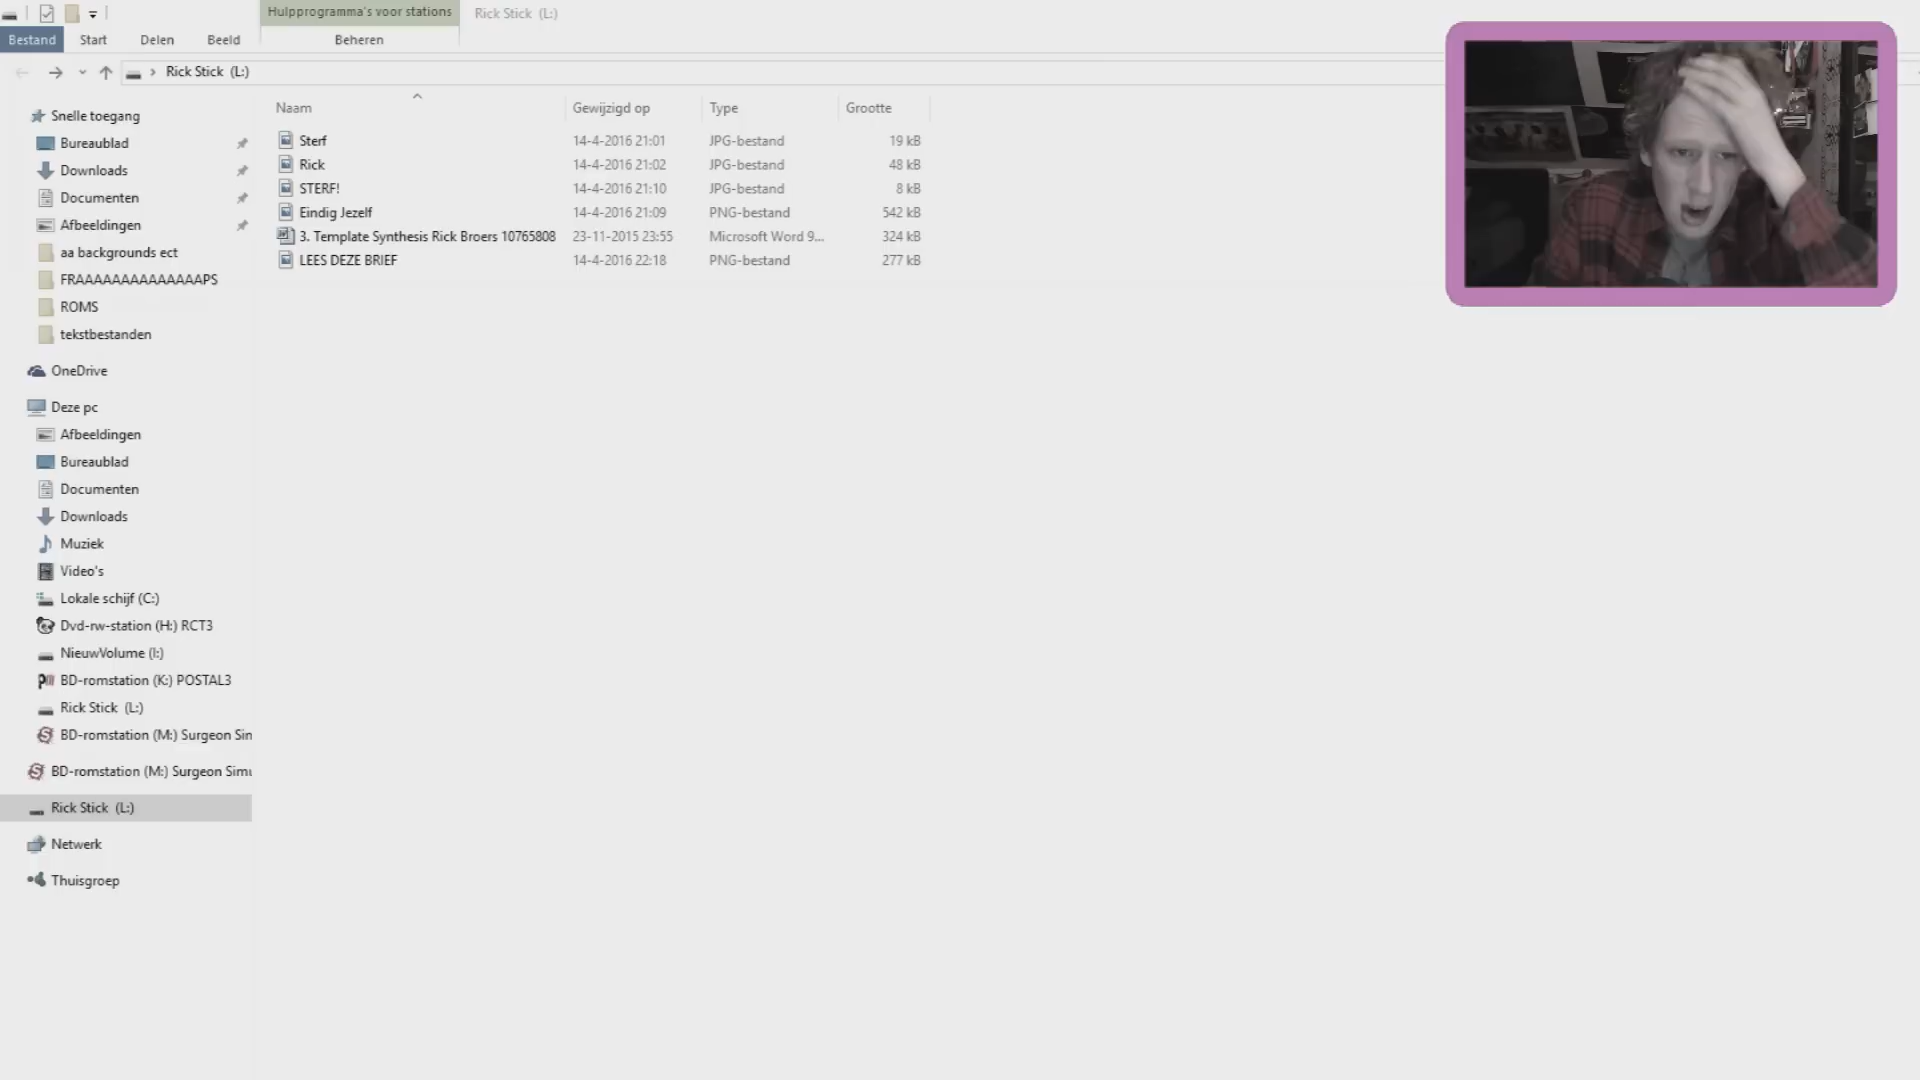 Hulpprogramma's voor stations
Rick Stick (L:)
Bestand
Start
Delen
Beeld
Beheren
Rick Stick (L:)
Naam
Gewijzigd op
Type
Grootte
Sterf 14-4-2016 21:01 JPG-bestand 19 kB
Rick 14-4-2016 21:02 JPG-bestand 48 kB
STERF! 14-4-2016 21:10 JPG-bestand 8 kB
Eindig Jezelf 14-4-2016 21:09 PNG-bestand 542 kB
3. Template Synthesis Rick Broers 10765808 23-11-2015 23:55 Microsoft Word 9... 324 kB
LEES DEZE BRIEF 14-4-2016 22:18 PNG-bestand 277 kB
Snelle toegang
Bureaublad
Downloads
Documenten
Afbeeldingen
aa backgrounds ect
FRAAAAAAAAAAAAAAPS
ROMS
tekstbestanden
OneDrive
Deze pc
Afbeeldingen
Bureaublad
Documenten
Downloads
Muziek
Video's
Lokale schijf (C:)
Dvd-rw-station (H:) RCT3
NieuwVolume (I:)
BD-romstation (K:) POSTAL3
Rick Stick (L:)
BD-romstation (M:) Surgeon Sin
BD-romstation (M:) Surgeon Simu
Rick Stick (L:)
Netwerk
Thuisgroep